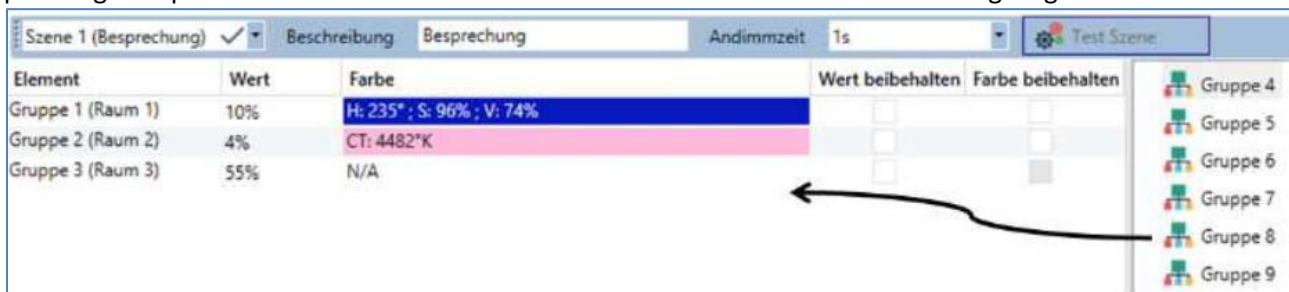 Szene 1 (Besprechung) Beschreibung Besprechung Andimmzeit 1s Test Szene
Element Wert Farbe Wert beibehalten Farbe beibehalten
Gruppe 1 (Raum 1) 10% H: 235° ; S: 96% ; V: 74%
Gruppe 2 (Raum 2) 4% CT: 4482°K
Gruppe 3 (Raum 3) 55% N/A
Gruppe 4
Gruppe 5
Gruppe 6
Gruppe 7
Gruppe 8
Gruppe 9